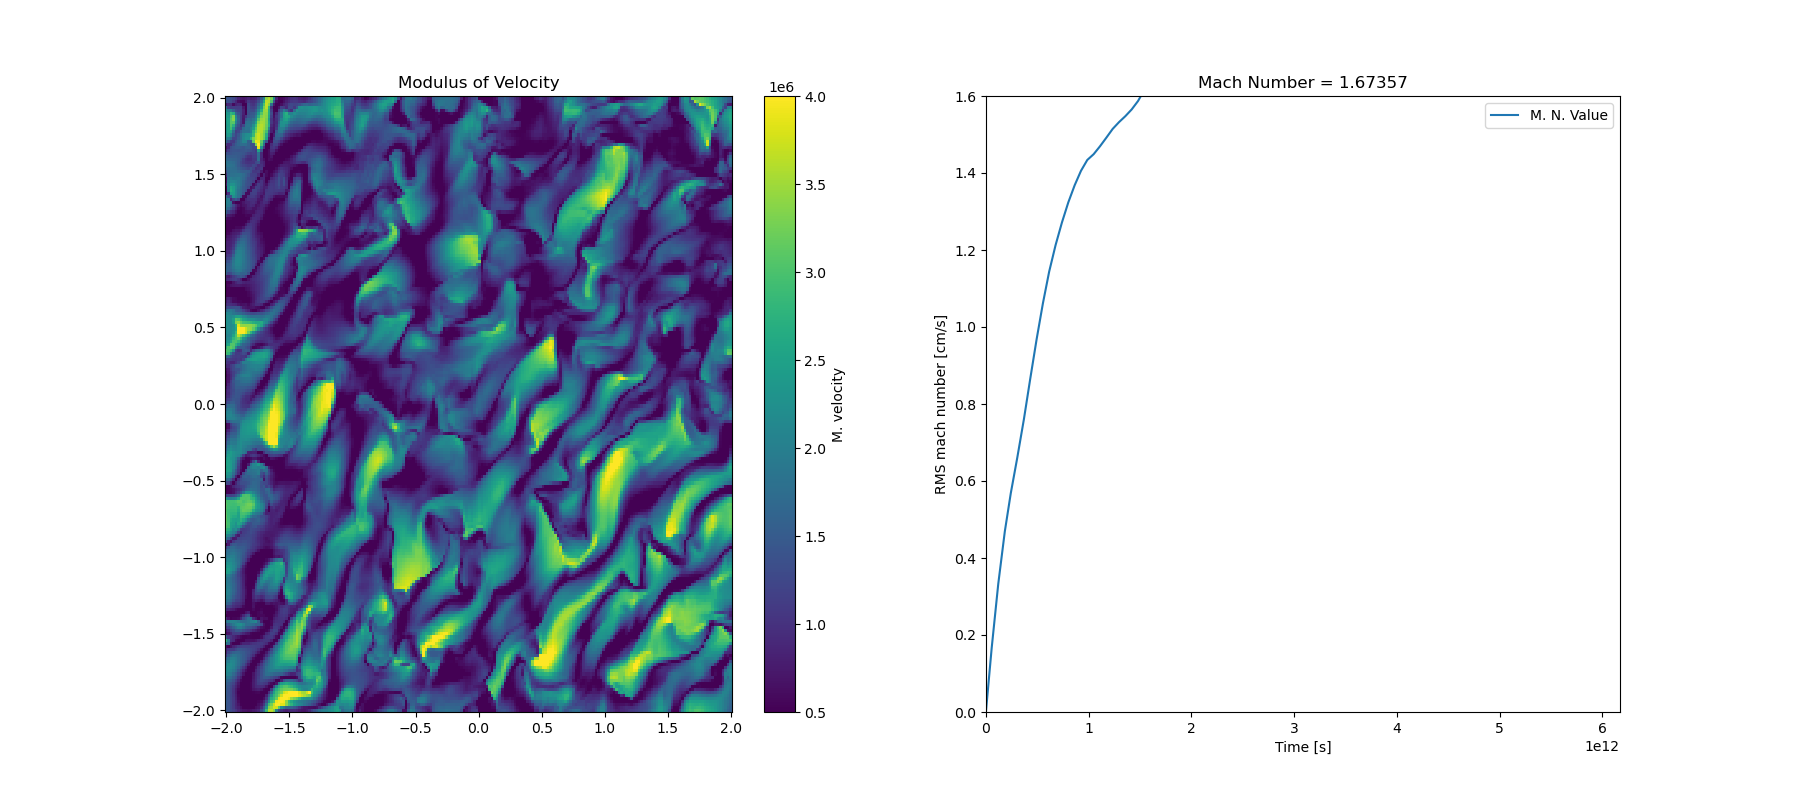 Modulus of Velocity
1e6
2.0
1.5
1.0
0.5
0.0
−0.5
−1.0
−1.5
−2.0
−2.0 −1.5 −1.0 −0.5 0.0 0.5 1.0 1.5 2.0
4.0
3.5
3.0
2.5
2.0
1.5
1.0
0.5
M. velocity
Mach Number = 1.67357
M. N. Value
RMS mach number [cm/s]
1.6
1.4
1.2
1.0
0.8
0.6
0.4
0.2
0.0
0 1 2 3 4 5 6
Time [s]
1e12